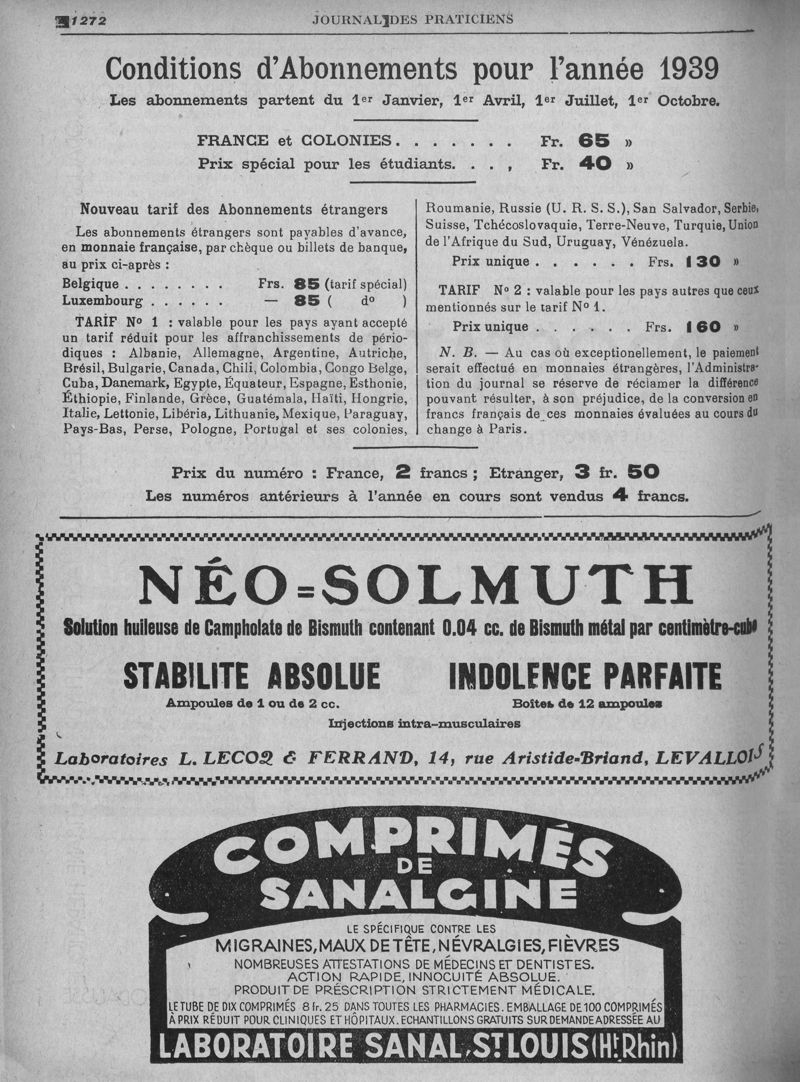 1272
JOURNAL DES PRATICIENS
Conditions d'Abonnements pour l'année 1939
Les abonnements partent du 1er Janvier, 1er Avril, 1er Juillet, 1er Octobre.
FRANCE et COLONIES. . . . . . . Fr. 65 »
Prix spécial pour les étudiants. . . , Fr. 40 »
Nouveau tarif des Abonnements étrangers
Les abonnements étrangers sont payables d'avance,
en monnaie française, par chèque ou billets de banque,
au prix ci-après :
Belgique . . . . . . . . Frs. 85 (tarif spécial)
Luxembourg . . . . . . — 85 ( do )
TARIF No 1 : valable pour les pays ayant accepté
un tarif réduit pour les affranchissements de pério-
diques : Albanie, Allemagne, Argentine, Autriche,
Brésil, Bulgarie, Canada, Chili, Colombia, Congo Belge,
Cuba, Danemark, Egypte, Équateur, Espagne, Esthonie,
Éthiopie, Finlande, Grèce, Guatémala, Haïti, Hongrie,
Italie, Lettonie, Libéria, Lithuanie, Mexique, Paraguay,
Pays-Bas, Perse, Pologne, Portugal et ses colonies,
Roumanie, Russie (U. R. S. S.), San Salvador, Serbie,
Suisse, Tchécoslovaquie, Terre-Neuve, Turquie, Union
de l'Afrique du Sud, Uruguay, Vénézuela.
Prix unique . . . . . . Frs. 130 »
TARIF No 2 : valable pour les pays autres que ceux
mentionnés sur le tarif No 1.
Prix unique . . . . . . Frs. 160 »
N. B. — Au cas où exceptionellement, le paiement
serait effectué en monnaies étrangères, l'Administra-
tion du journal se réserve de réclamer la différence
pouvant résulter, à son préjudice, de la conversion en
francs français de ces monnaies évaluées au cours du
change à Paris.
Prix du numéro : France, 2 francs ; Etranger, 3 fr. 50
Les numéros antérieurs à l'année en cours sont vendus 4 francs.
NÉO=SOLMUTH
Solution huileuse de Campholate de Bismuth contenant 0.04 cc. de Bismuth métal par centimètre-cube
STABILITE ABSOLUE INDOLENCE PARFAITE
Ampoules de 1 ou de 2 cc. Boîtes de 12 ampoules
Injections intra-musculaires
Laboratoires L. LECOQ & FERRAND, 14, rue Aristide-Briand, LEVALLOIS
COMPRIMÉS
DE
SANALGINE
LE SPÉCIFIQUE CONTRE LES
MIGRAINES, MAUX DE TÊTE, NÉVRALGIES, FIÈVRES
NOMBREUSES ATTESTATIONS DE MÉDECINS ET DENTISTES.
ACTION RAPIDE, INNOCUITÉ ABSOLUE.
PRODUIT DE PRÉSCRIPTION STRICTEMENT MÉDICALE.
LE TUBE DE DIX COMPRIMÉS 8 fr. 25 DANS TOUTES LES PHARMACIES. EMBALLAGE DE 100 COMPRIMÉS
À PRIX RÉDUIT POUR CLINIQUES ET HÔPITAUX. ECHANTILLONS GRATUITS SUR DEMANDE ADRESSÉE AU
LABORATOIRE SANAL, ST. LOUIS (Ht. Rhin)